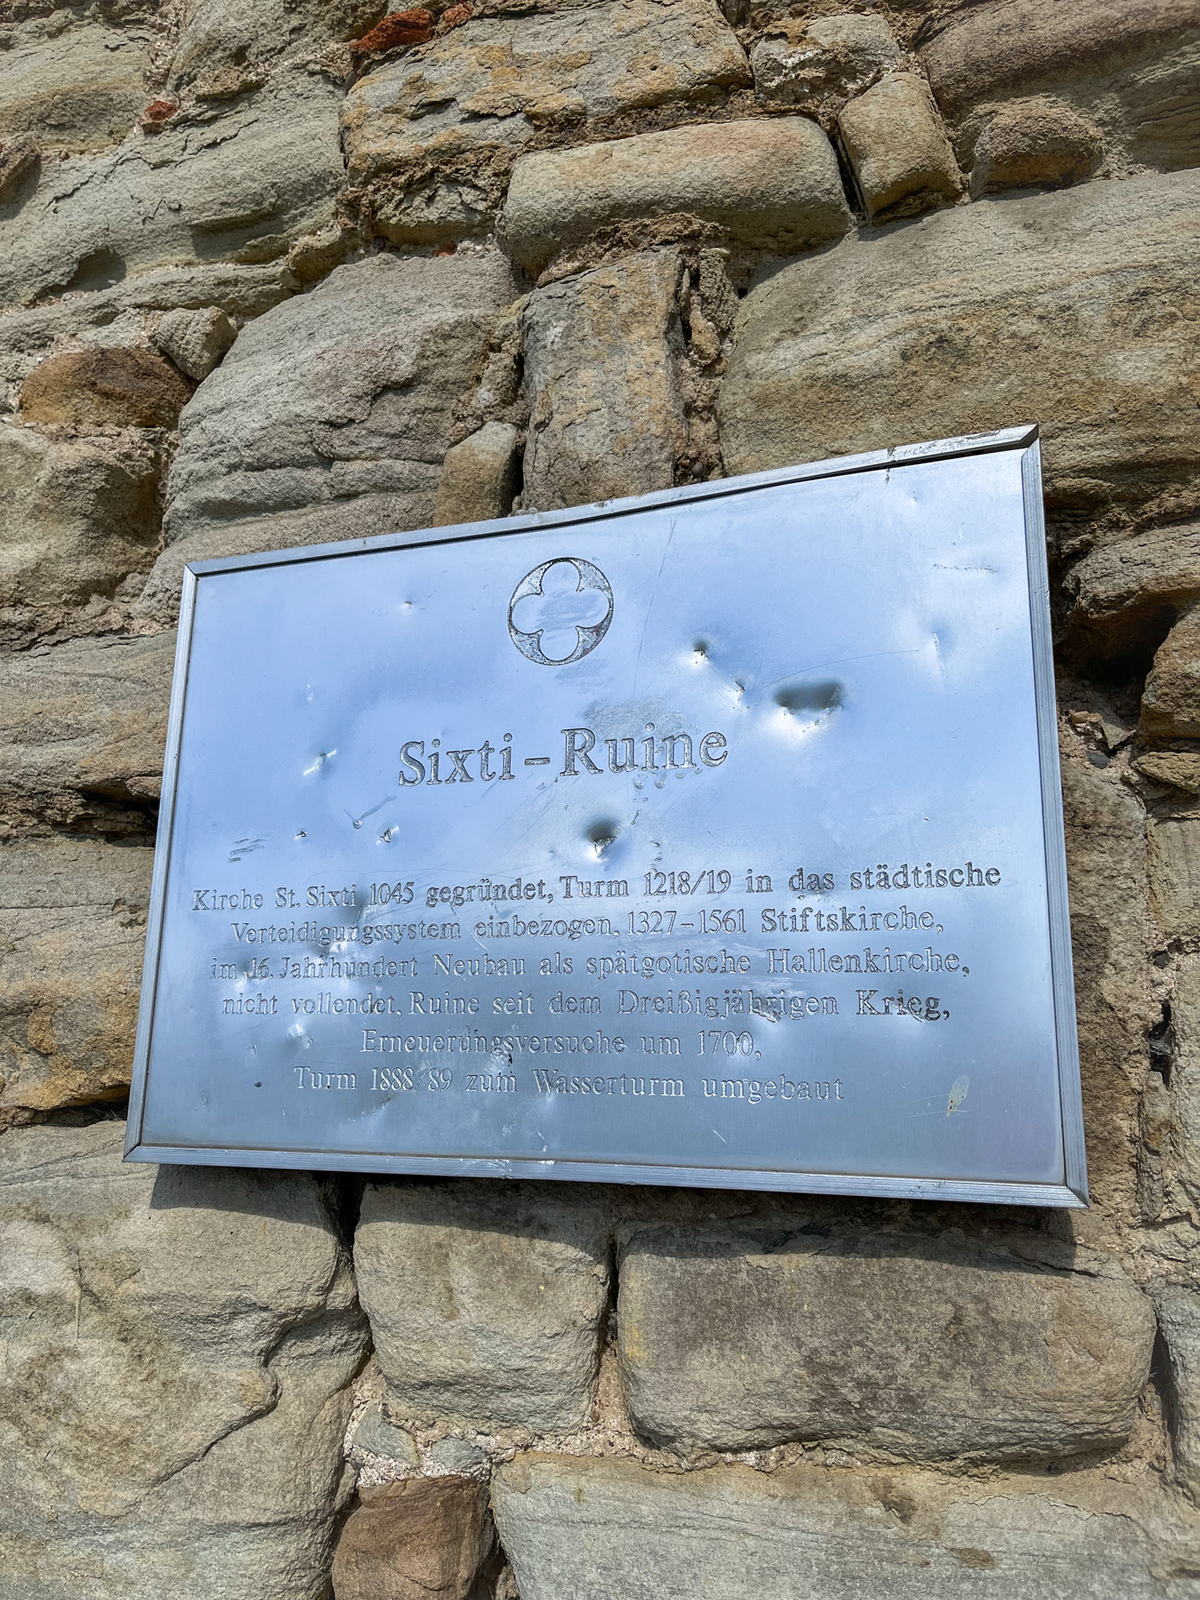 Sixti-Ruine
Kirche St. Sixti 1045 gegründet, Turm 1218/19 in das städtische
Verteidigungssystem einbezogen, 1327-1561 Stiftskirche,
im 16. Jahrhundert Neubau als spätgotische Hallenkirche,
nicht vollendet, Ruine seit dem Dreißigjährigen Krieg,
Erneuerungsversuche um 1700,
Turm 1888/89 zum Wasserturm umgebaut